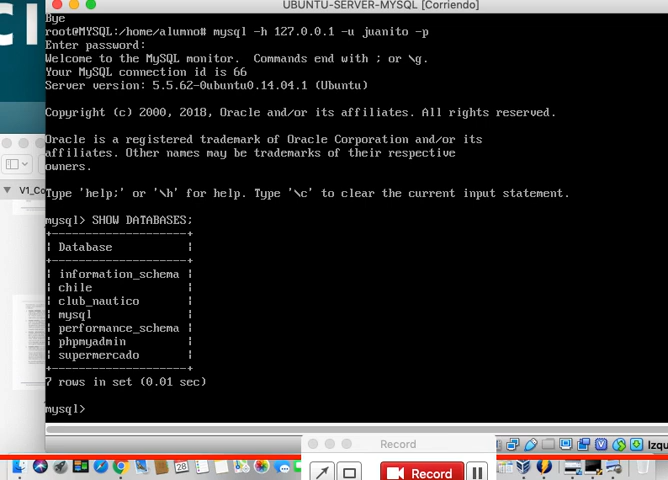 UBUNTU-SERVER-MYSQL [Corriendo]
Bye
root@MYSQL:/home/alumno# mysql -h 127.0.0.1 -u juanito -p
Enter password:
Welcome to the MySQL monitor.  Commands end with ; or \g.
Your MySQL connection id is 66
Server version: 5.5.62-0ubuntu0.14.04.1 (Ubuntu)
Copyright (c) 2000, 2018, Oracle and/or its affiliates. All rights reserved.
Oracle is a registered trademark of Oracle Corporation and/or its
affiliates. Other names may be trademarks of their respective
owners.
Type 'help;' or '\h' for help. Type '\c' to clear the current input statement.
V1_Co
mysql> SHOW DATABASES;
+--------------------+
| Database           |
+--------------------+
| information_schema |
| chile              |
| club_nautico       |
| mysql              |
| performance_schema |
| phpmyadmin         |
| supermercado       |
+--------------------+
7 rows in set (0.01 sec)
mysql>
Record
Izqu
28
Record